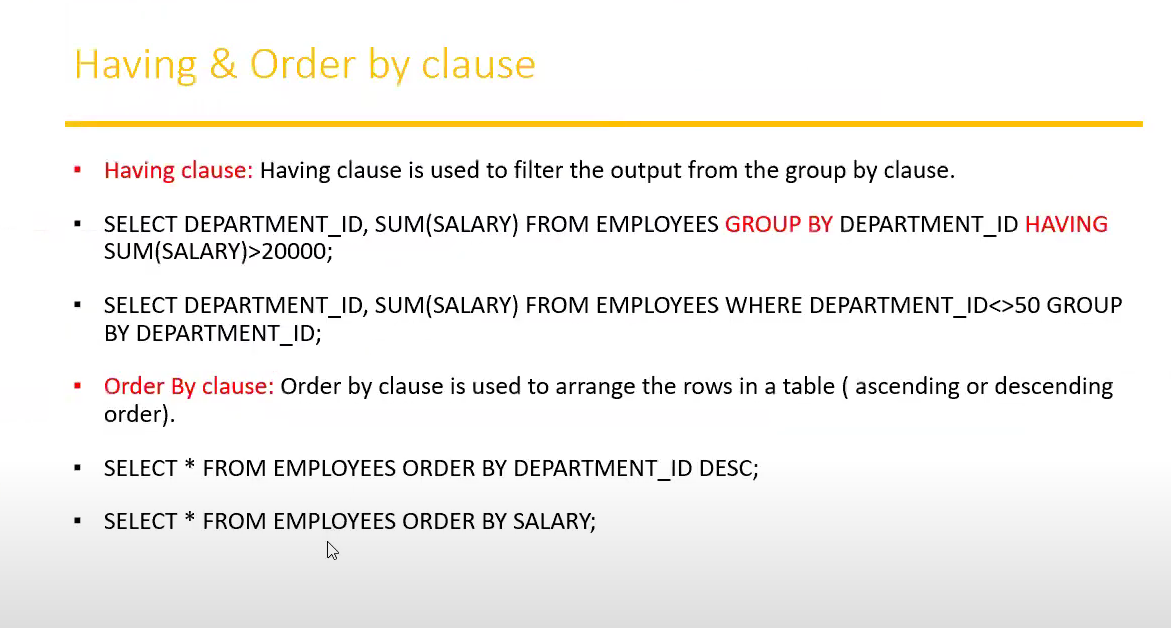 Having & Order by clause
▪ Having clause: Having clause is used to filter the output from the group by clause.
▪ SELECT DEPARTMENT_ID, SUM(SALARY) FROM EMPLOYEES GROUP BY DEPARTMENT_ID HAVING
SUM(SALARY)>20000;
▪ SELECT DEPARTMENT_ID, SUM(SALARY) FROM EMPLOYEES WHERE DEPARTMENT_ID<>50 GROUP
BY DEPARTMENT_ID;
▪ Order By clause: Order by clause is used to arrange the rows in a table ( ascending or descending
order).
▪ SELECT * FROM EMPLOYEES ORDER BY DEPARTMENT_ID DESC;
▪ SELECT * FROM EMPLOYEES ORDER BY SALARY;